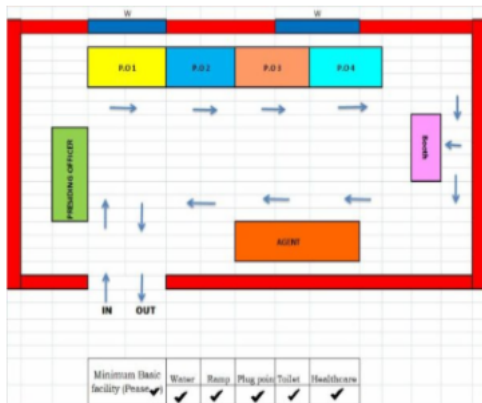 W W
P.O 1 P.O 2 P.O 3 P.O 4
Booth
PRESIDING OFFICER
AGENT
IN OUT
Minimum Basic Water Ramp Plug poin Toilet Healthcare
facility (Pease